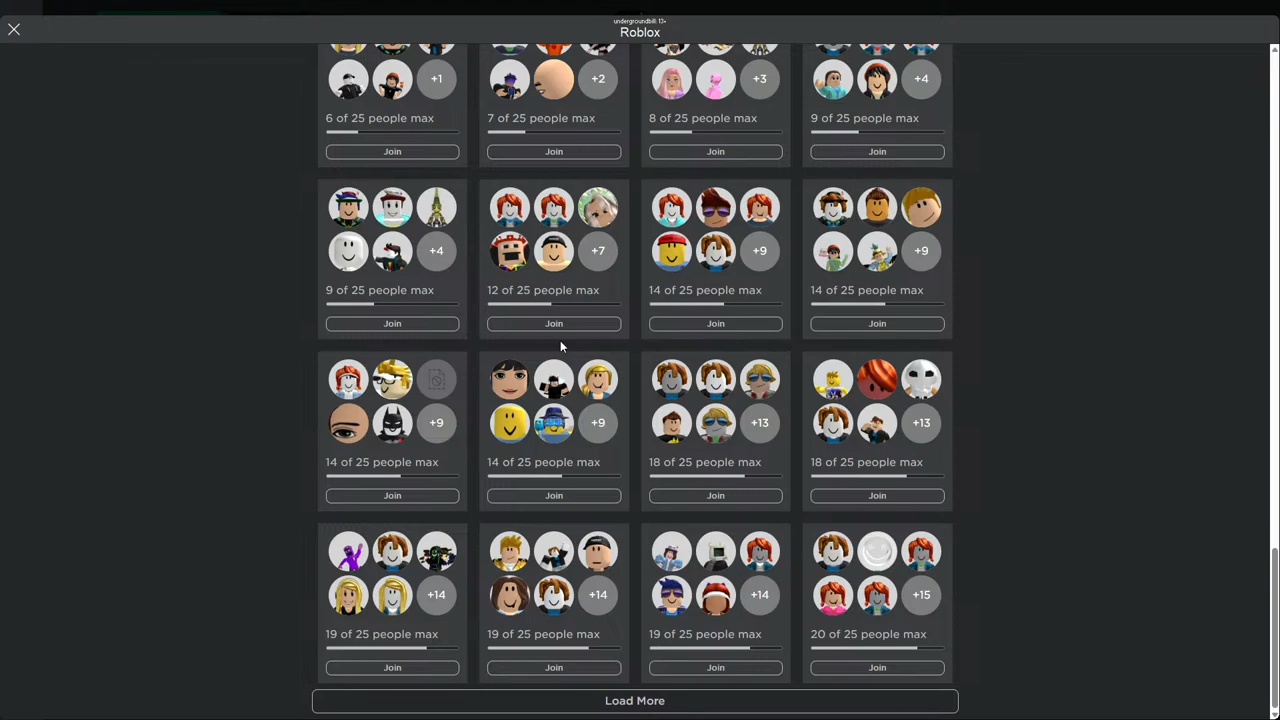 undergroundbill: 13+
Roblox
+1
+2
+3
+4
6 of 25 people max
7 of 25 people max
8 of 25 people max
9 of 25 people max
Join
Join
Join
Join
+4
+7
+9
+9
9 of 25 people max
12 of 25 people max
14 of 25 people max
14 of 25 people max
Join
Join
Join
Join
+9
+9
+13
+13
14 of 25 people max
14 of 25 people max
18 of 25 people max
18 of 25 people max
Join
Join
Join
Join
+14
+14
+14
+15
19 of 25 people max
19 of 25 people max
19 of 25 people max
20 of 25 people max
Join
Join
Join
Join
Load More